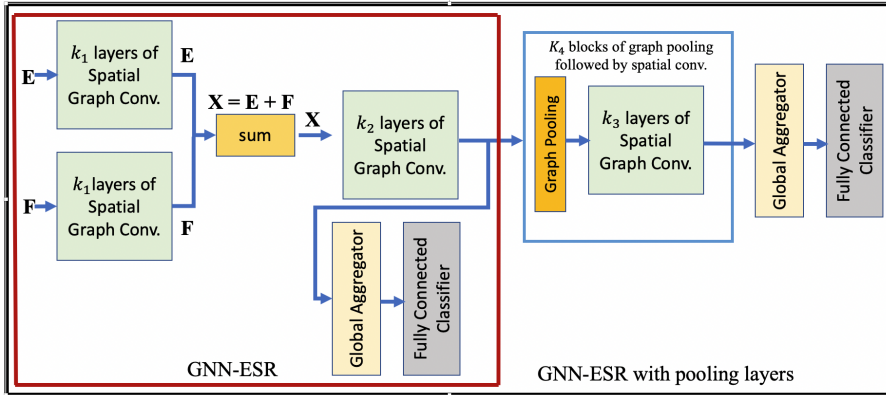 E
k₁ layers of
Spatial
Graph Conv.
E
F
k₁layers of
Spatial
Graph Conv.
F
X = E + F
sum
X
k₂ layers of
Spatial
Graph Conv.
Global Aggregator
Fully Connected
Classifier
GNN-ESR
K₄ blocks of graph pooling
followed by spatial conv.
Graph Pooling
k₃ layers of
Spatial
Graph Conv.
Global Aggregator
Fully Connected
Classifier
GNN-ESR with pooling layers